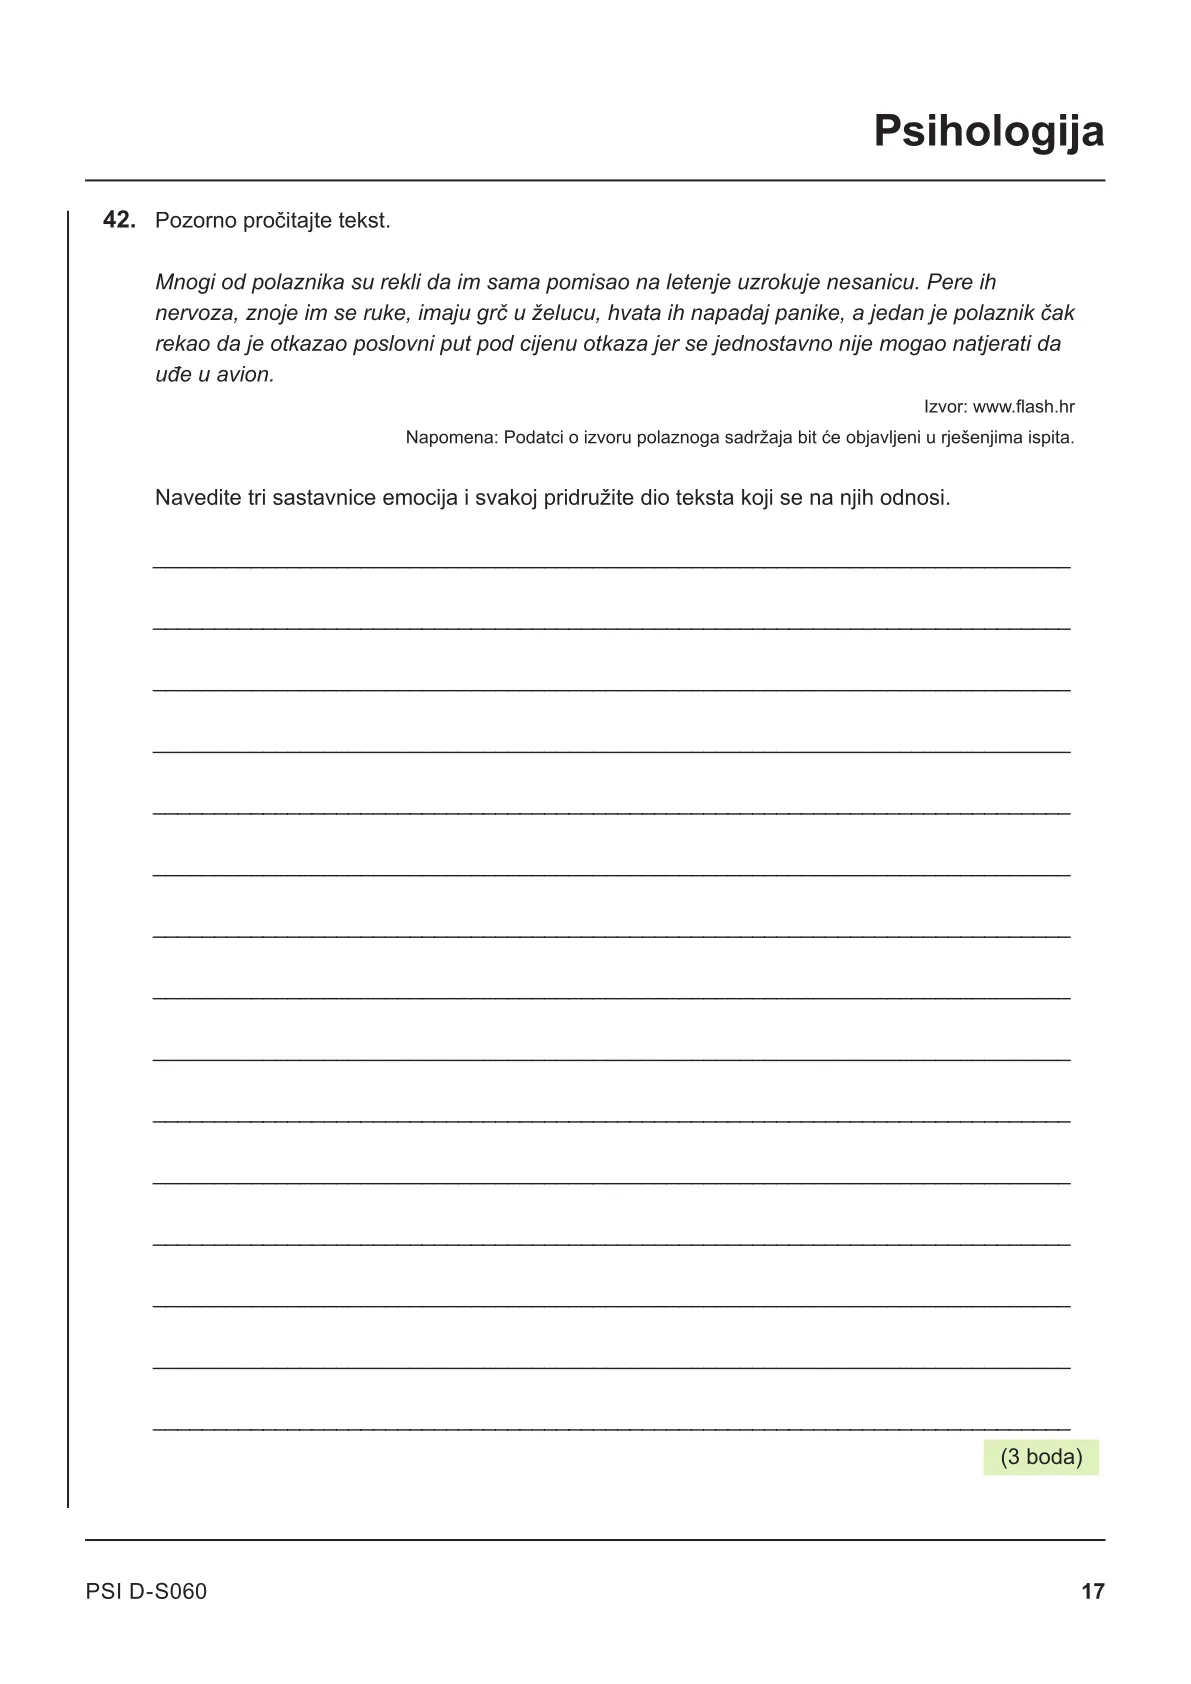 Psihologija
42. Pozorno pročitajte tekst.
Mnogi od polaznika su rekli da im sama pomisao na letenje uzrokuje nesanicu. Pere ih
nervoza, znoje im se ruke, imaju grč u želucu, hvata ih napadaj panike, a jedan je polaznik čak
rekao da je otkazao poslovni put pod cijenu otkaza jer se jednostavno nije mogao natjerati da
uđe u avion.
Izvor: www.flash.hr
Napomena: Podatci o izvoru polaznoga sadržaja bit će objavljeni u rješenjima ispita.
Navedite tri sastavnice emocija i svakoj pridružite dio teksta koji se na njih odnosi.
(3 boda)
PSI D-S060
17